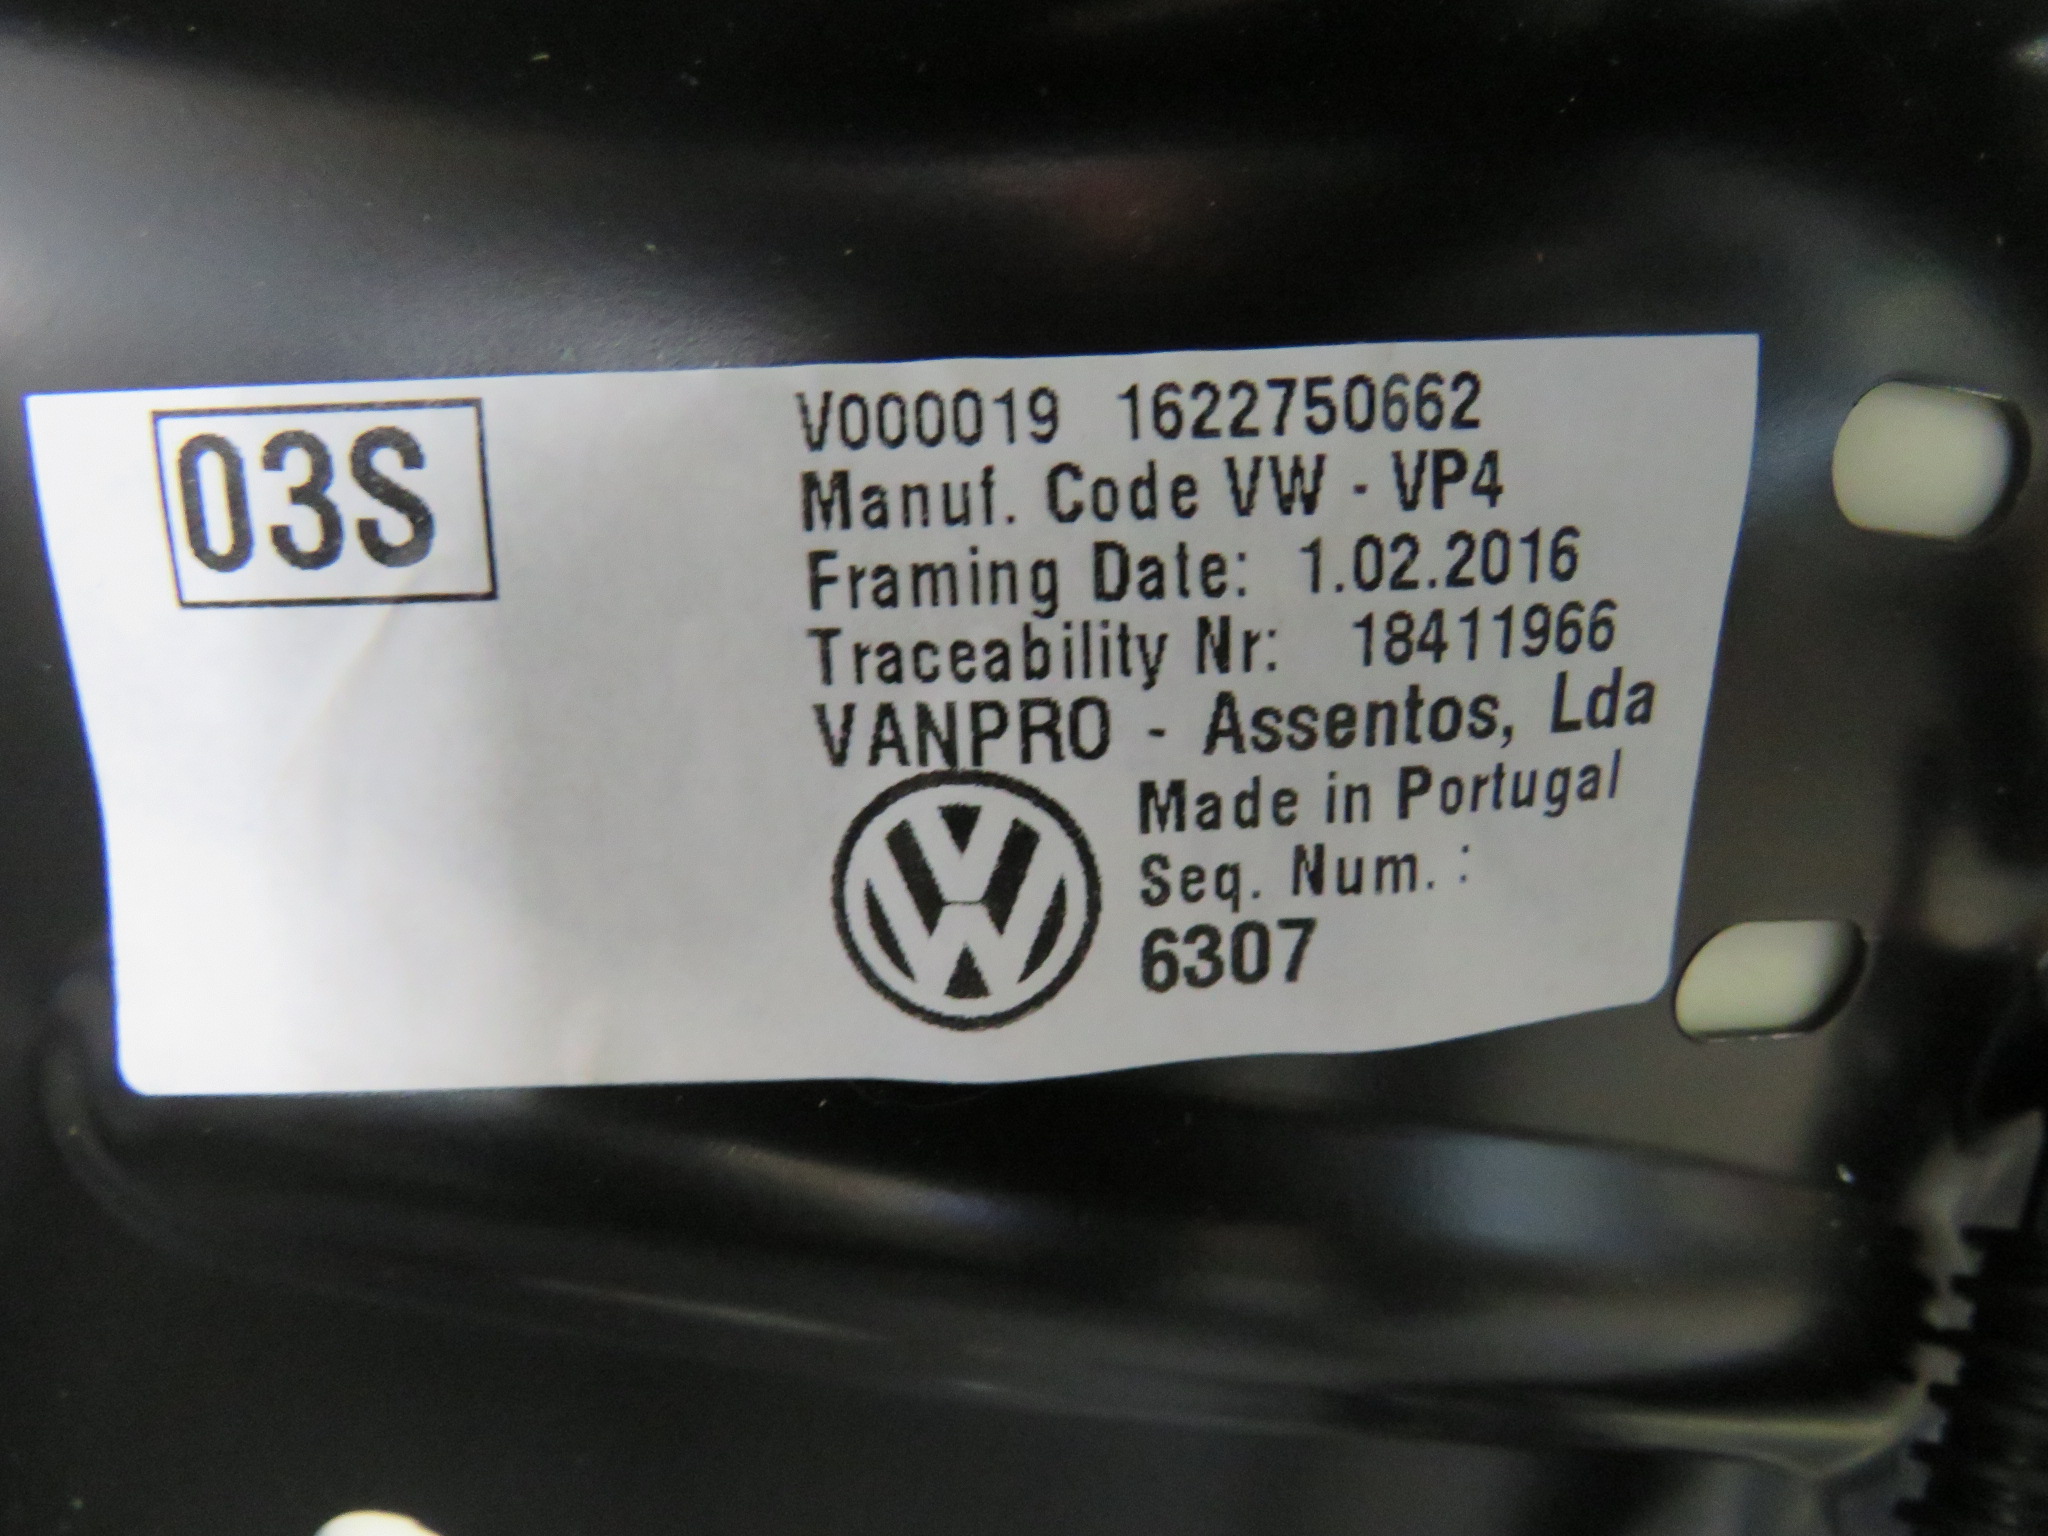 03S
V000019 1622750662
Manuf. Code VW - VP4
Framing Date: 1.02.2016
Traceability Nr: 18411966
VANPRO - Assentos, Lda
Made in Portugal
Seq. Num. :
6307